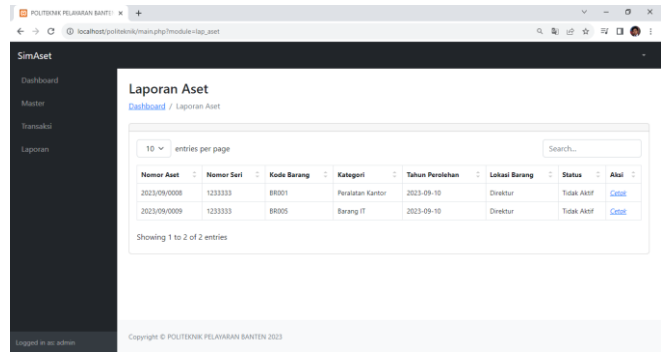 POLITEKNIK PELAYARAN BANTE
localhost/politeknik/main.php?module=lap_aset
SimAset
Dashboard
Master
Transaksi
Laporan
Laporan Aset
Dashboard / Laporan Aset
10 entries per page
Search...
Nomor Aset Nomor Seri Kode Barang Kategori Tahun Perolehan Lokasi Barang Status Aksi
2023/09/0008 1233333 BR001 Peralatan Kantor 2023-09-10 Direktur Tidak Aktif Cetak
2023/09/0009 1233333 BR005 Barang IT 2023-09-10 Direktur Tidak Aktif Cetak
Showing 1 to 2 of 2 entries
Logged in as: admin
Copyright © POLITEKNIK PELAYARAN BANTEN 2023